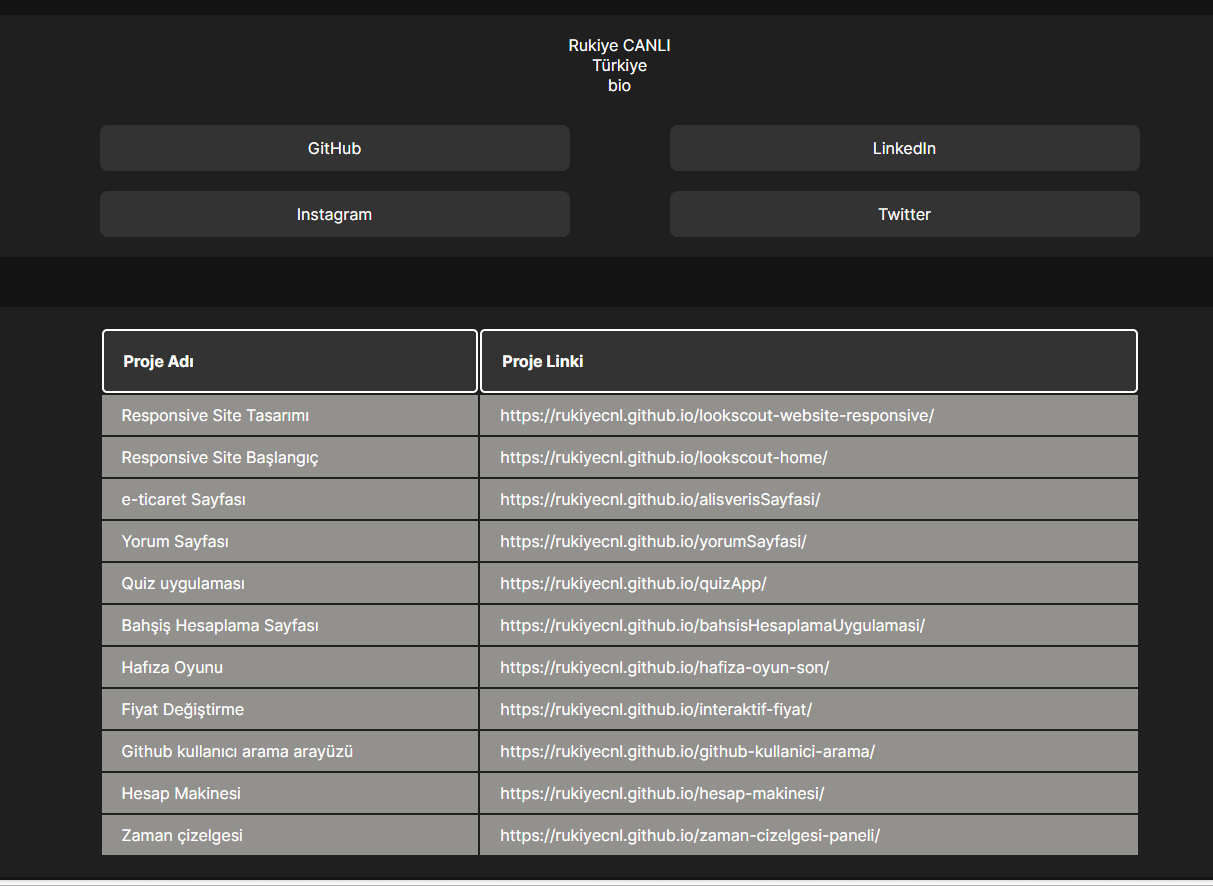 Rukiye CANLI
Türkiye
bio
GitHub LinkedIn
Instagram Twitter
Proje Adı Proje Linki
Responsive Site Tasarımı https://rukiyecnl.github.io/lookscout-website-responsive/
Responsive Site Başlangıç https://rukiyecnl.github.io/lookscout-home/
e-ticaret Sayfası https://rukiyecnl.github.io/alisverisSayfasi/
Yorum Sayfası https://rukiyecnl.github.io/yorumSayfasi/
Quiz uygulaması https://rukiyecnl.github.io/quizApp/
Bahşiş Hesaplama Sayfası https://rukiyecnl.github.io/bahsisHesaplamaUygulamasi/
Hafıza Oyunu https://rukiyecnl.github.io/hafiza-oyun-son/
Fiyat Değiştirme https://rukiyecnl.github.io/interaktif-fiyat/
Github kullanıcı arama arayüzü https://rukiyecnl.github.io/github-kullanici-arama/
Hesap Makinesi https://rukiyecnl.github.io/hesap-makinesi/
Zaman çizelgesi https://rukiyecnl.github.io/zaman-cizelgesi-paneli/